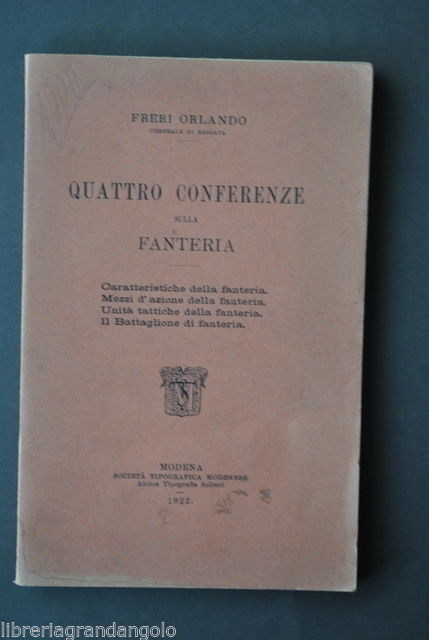 FRERI ORLANDO
GENERALE DI BRIGATA
QUATTRO CONFERENZE
SULLA
FANTERIA
Caratteristiche della fanteria.
Mezzi d'azione della fanteria.
Unità tattiche della fanteria.
Il Battaglione di fanteria.
MODENA
SOCIETÀ TIPOGRAFICA MODENESE
Antica Tipografia Soliani
1922.
libreriagrandangolo